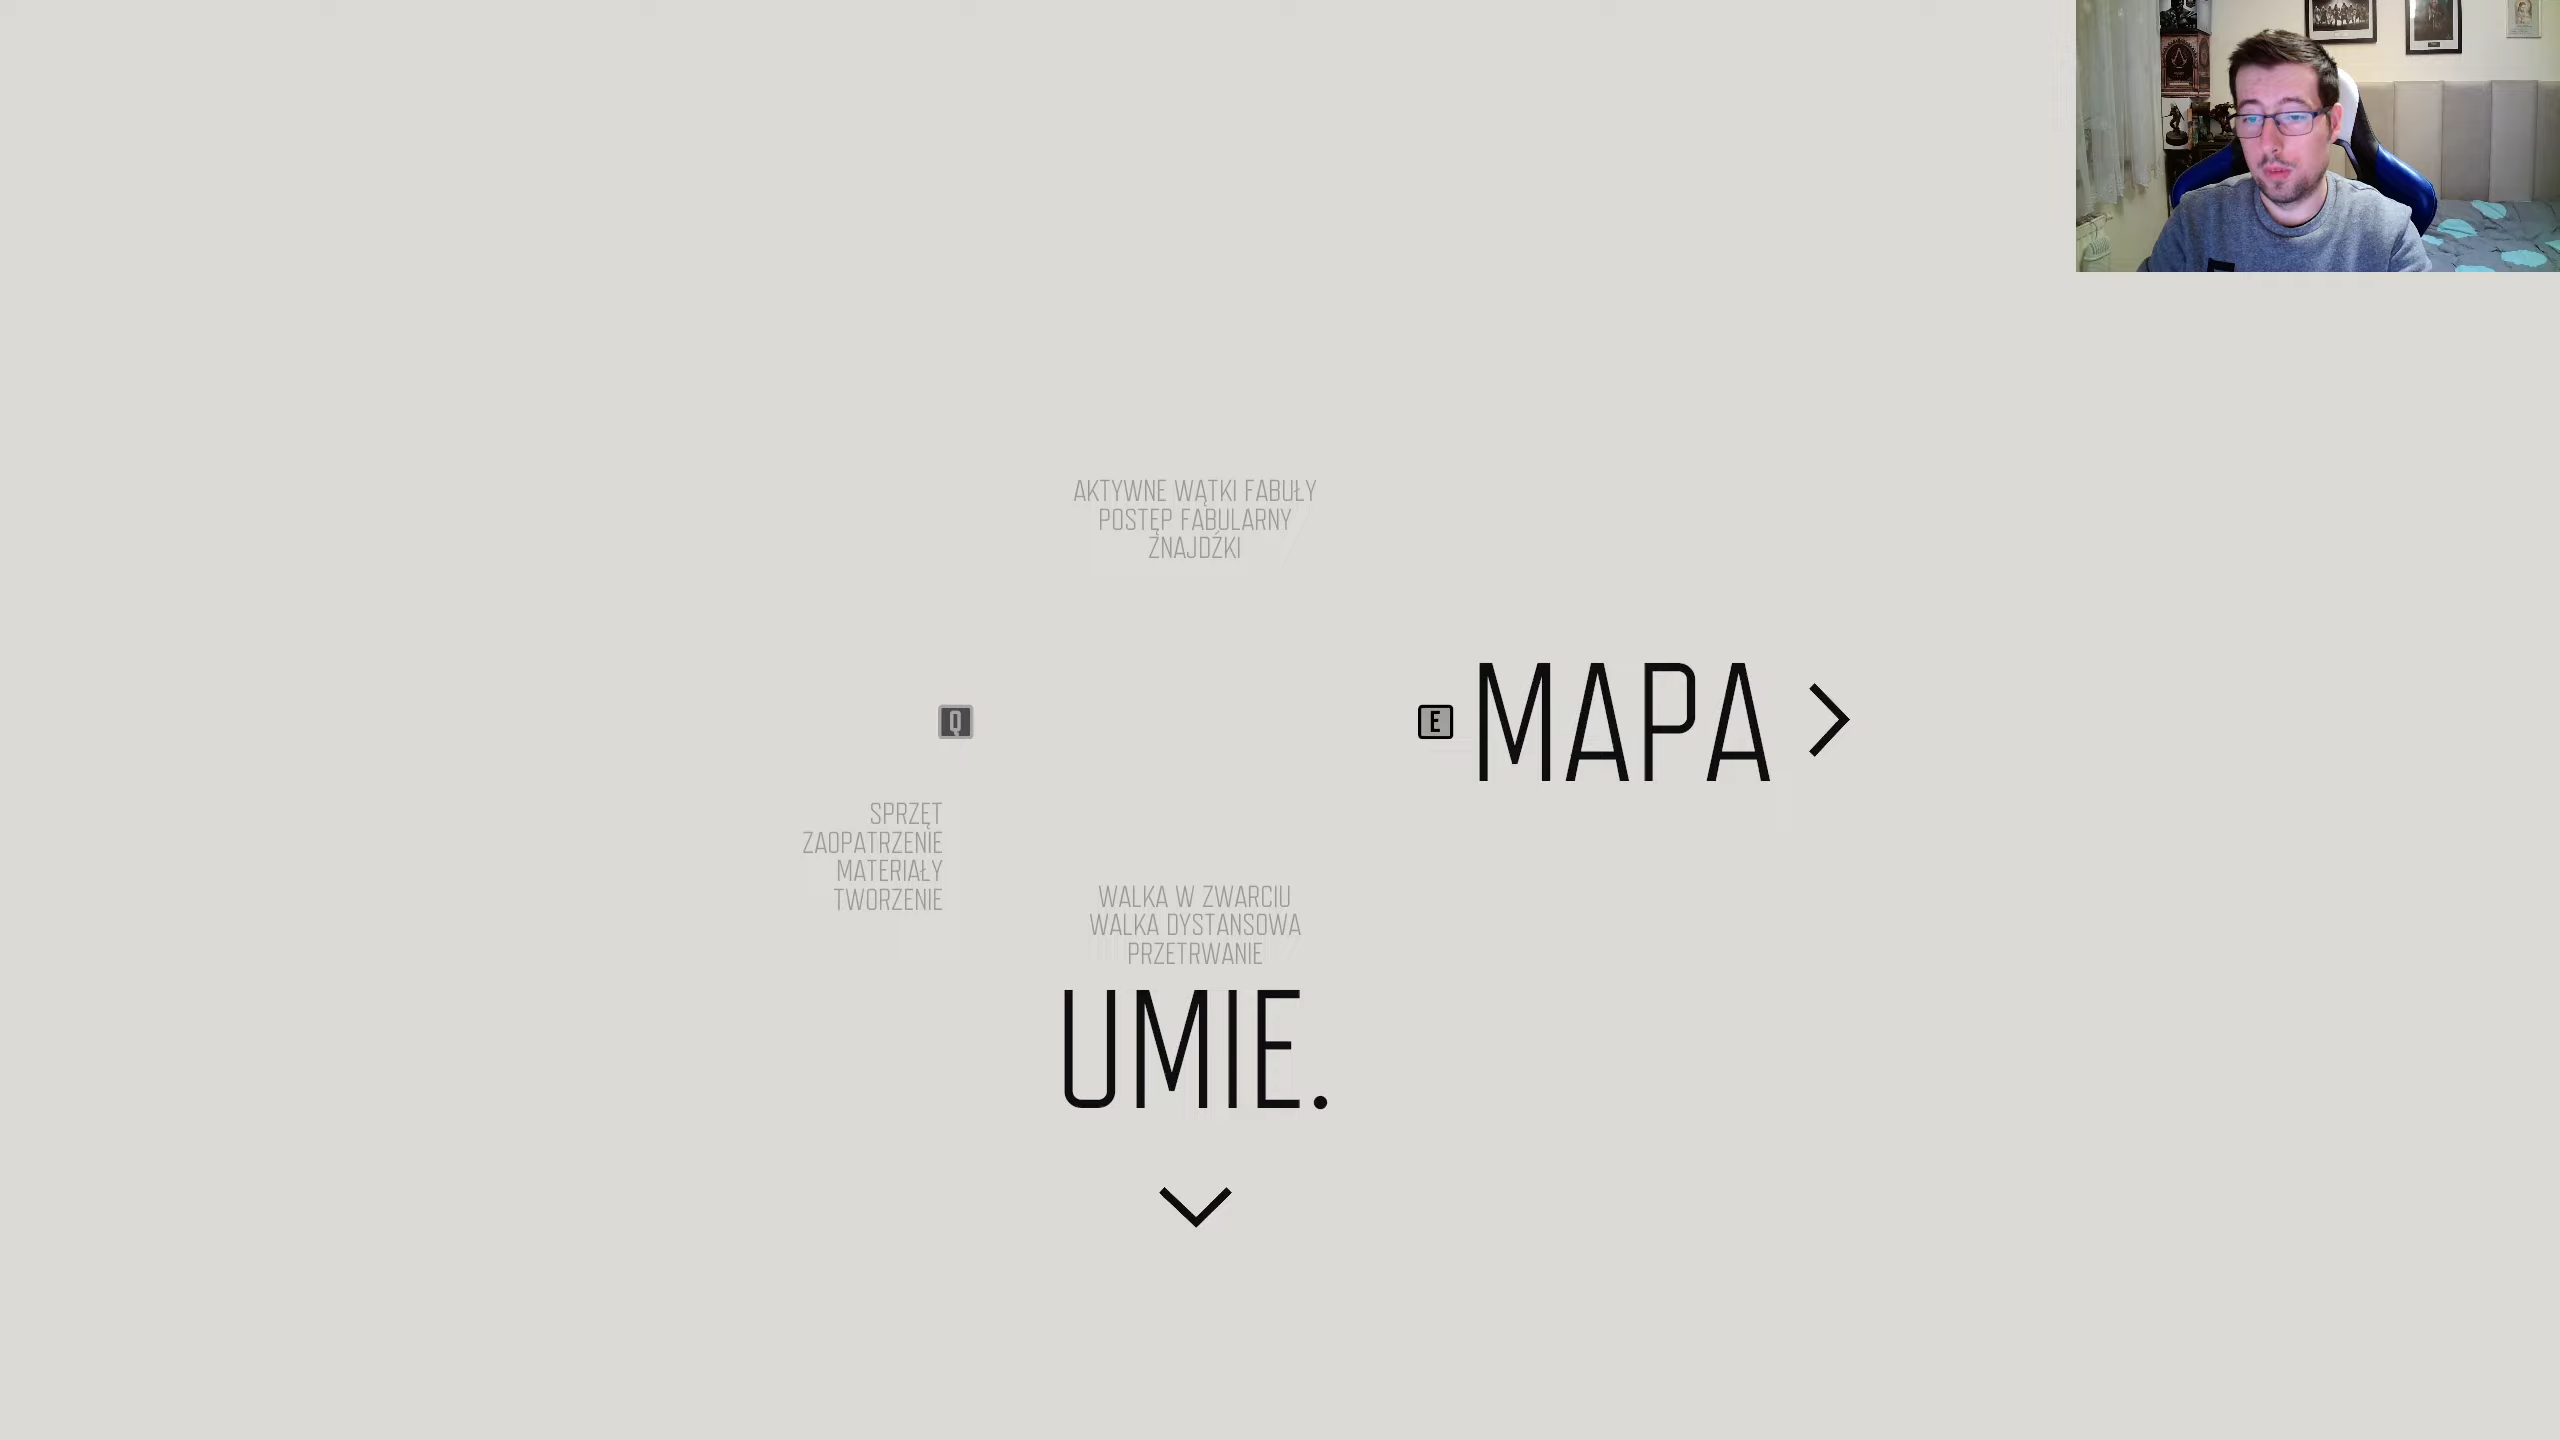 AKTYWNE WĄTKI FABUŁY
POSTĘP FABULARNY
ZNAJDŹKI
Q
E MAPA
SPRZĘT
ZAOPATRZENIE
MATERIAŁY
TWORZENIE
WALKA W ZWARCIU
WALKA DYSTANSOWA
PRZETRWANIE
UMIE.